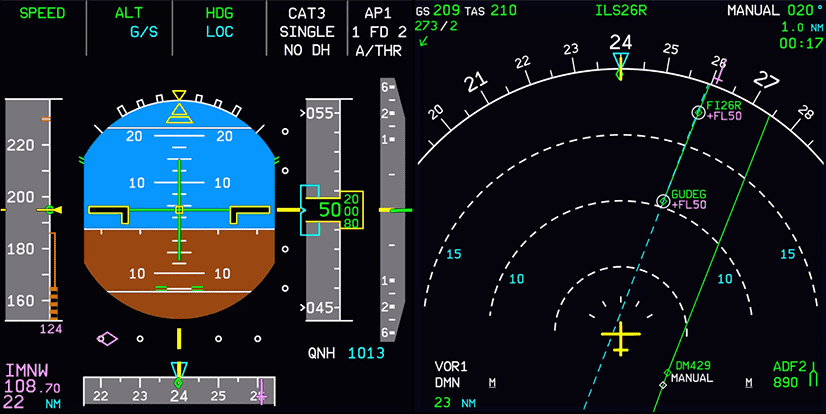 SPEED ALT HDG CAT3 AP1
G/S LOC SINGLE 1 FD 2
NO DH A/THR
220
200
180
160
124
20 20
10 10
10 10
055
50 20
00
80
045
6
2
1
1
2
6
QNH 1013
IMNW
108.70
22 NM
22 23 24 25 26
GS 209 TAS 210 ILS26R MANUAL 020°
273/2 1.0 NM
00:17
20 21 22 23 24 25 26 27 28
FI26R
+FL50
GUDEG
+FL50
15 10 10 15
VOR1
DMN M
23 NM
DM429
MANUAL
M
ADF2
890